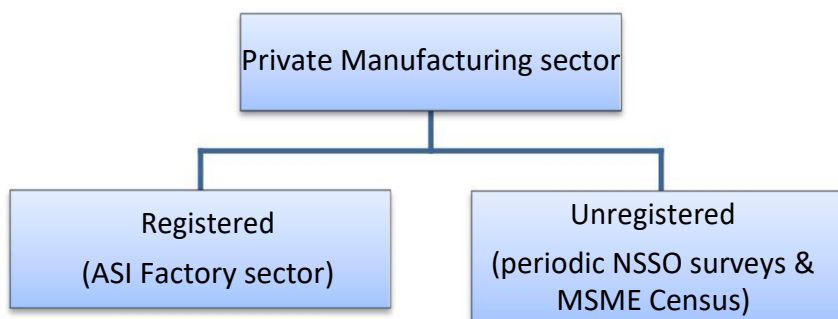 Private Manufacturing sector
Registered
(ASI Factory sector)
Unregistered
(periodic NSSO surveys &
MSME Census)